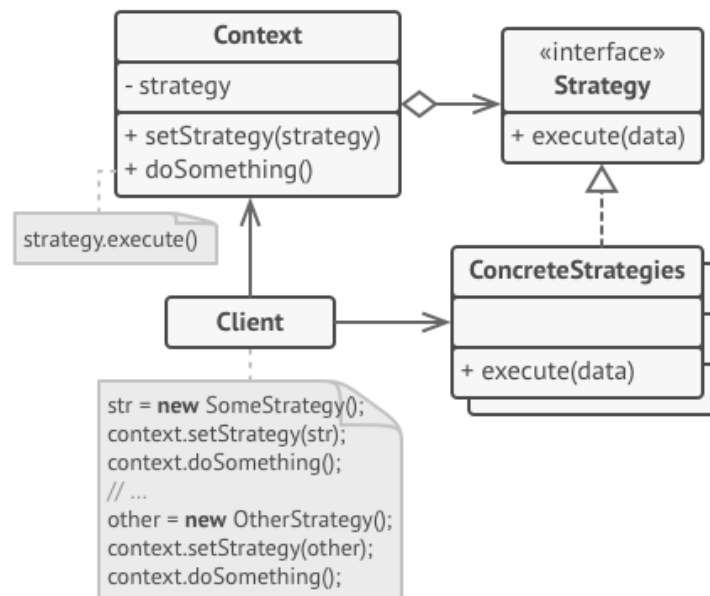 Context
- strategy
+ setStrategy(strategy)
+ doSomething()
«interface»
Strategy
+ execute(data)
strategy.execute()
ConcreteStrategies
+ execute(data)
Client
str = new SomeStrategy();
context.setStrategy(str);
context.doSomething();
// ...
other = new OtherStrategy();
context.setStrategy(other);
context.doSomething();